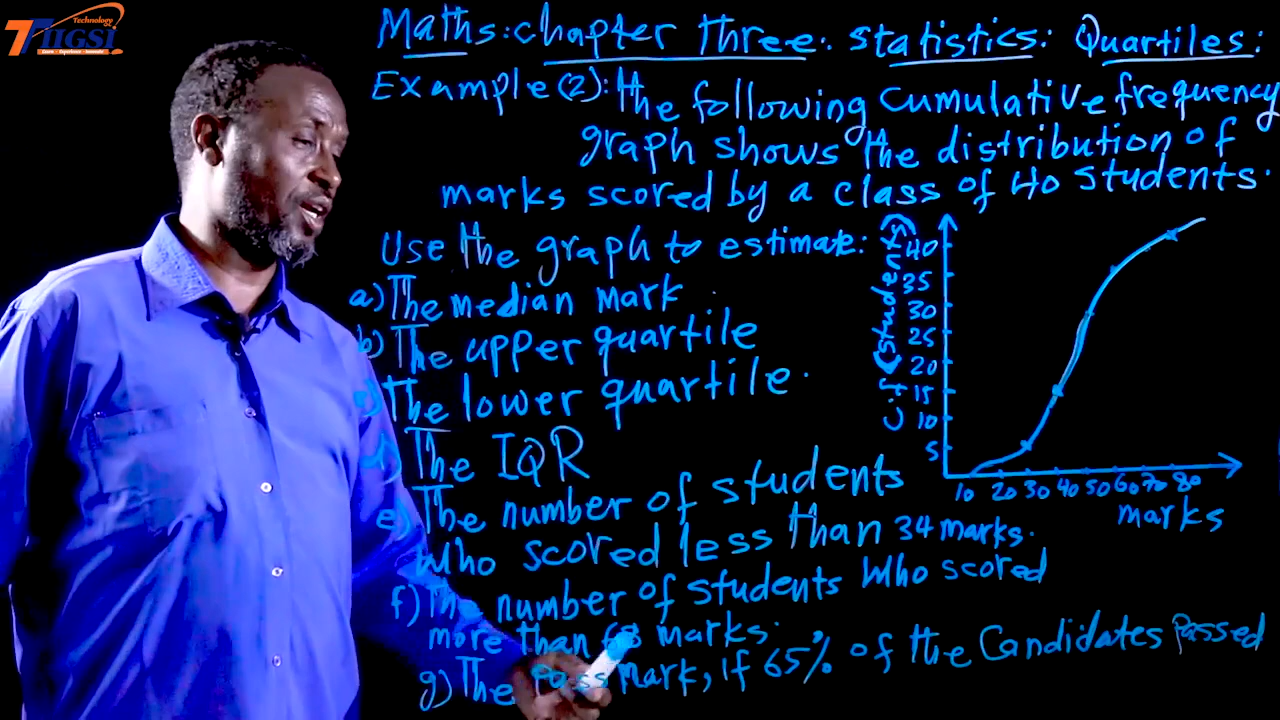 Technology
TIIGSI
Maths: chapter three: statistics: Quartiles:
Example (2): The following cumulative frequency
graph shows the distribution of
marks scored by a class of 40 students.
Use the graph to estimate:
a) The median mark
b) The upper quartile
c) The lower quartile.
d) The IQR
e) The number of students
who scored less than 34 marks.
f) The number of students who scored
more than 68 marks.
g) The pass mark, if 65% of the candidates passed
C.F (students)
40
35
30
25
20
15
10
5
10 20 30 40 50 60 70 80
marks